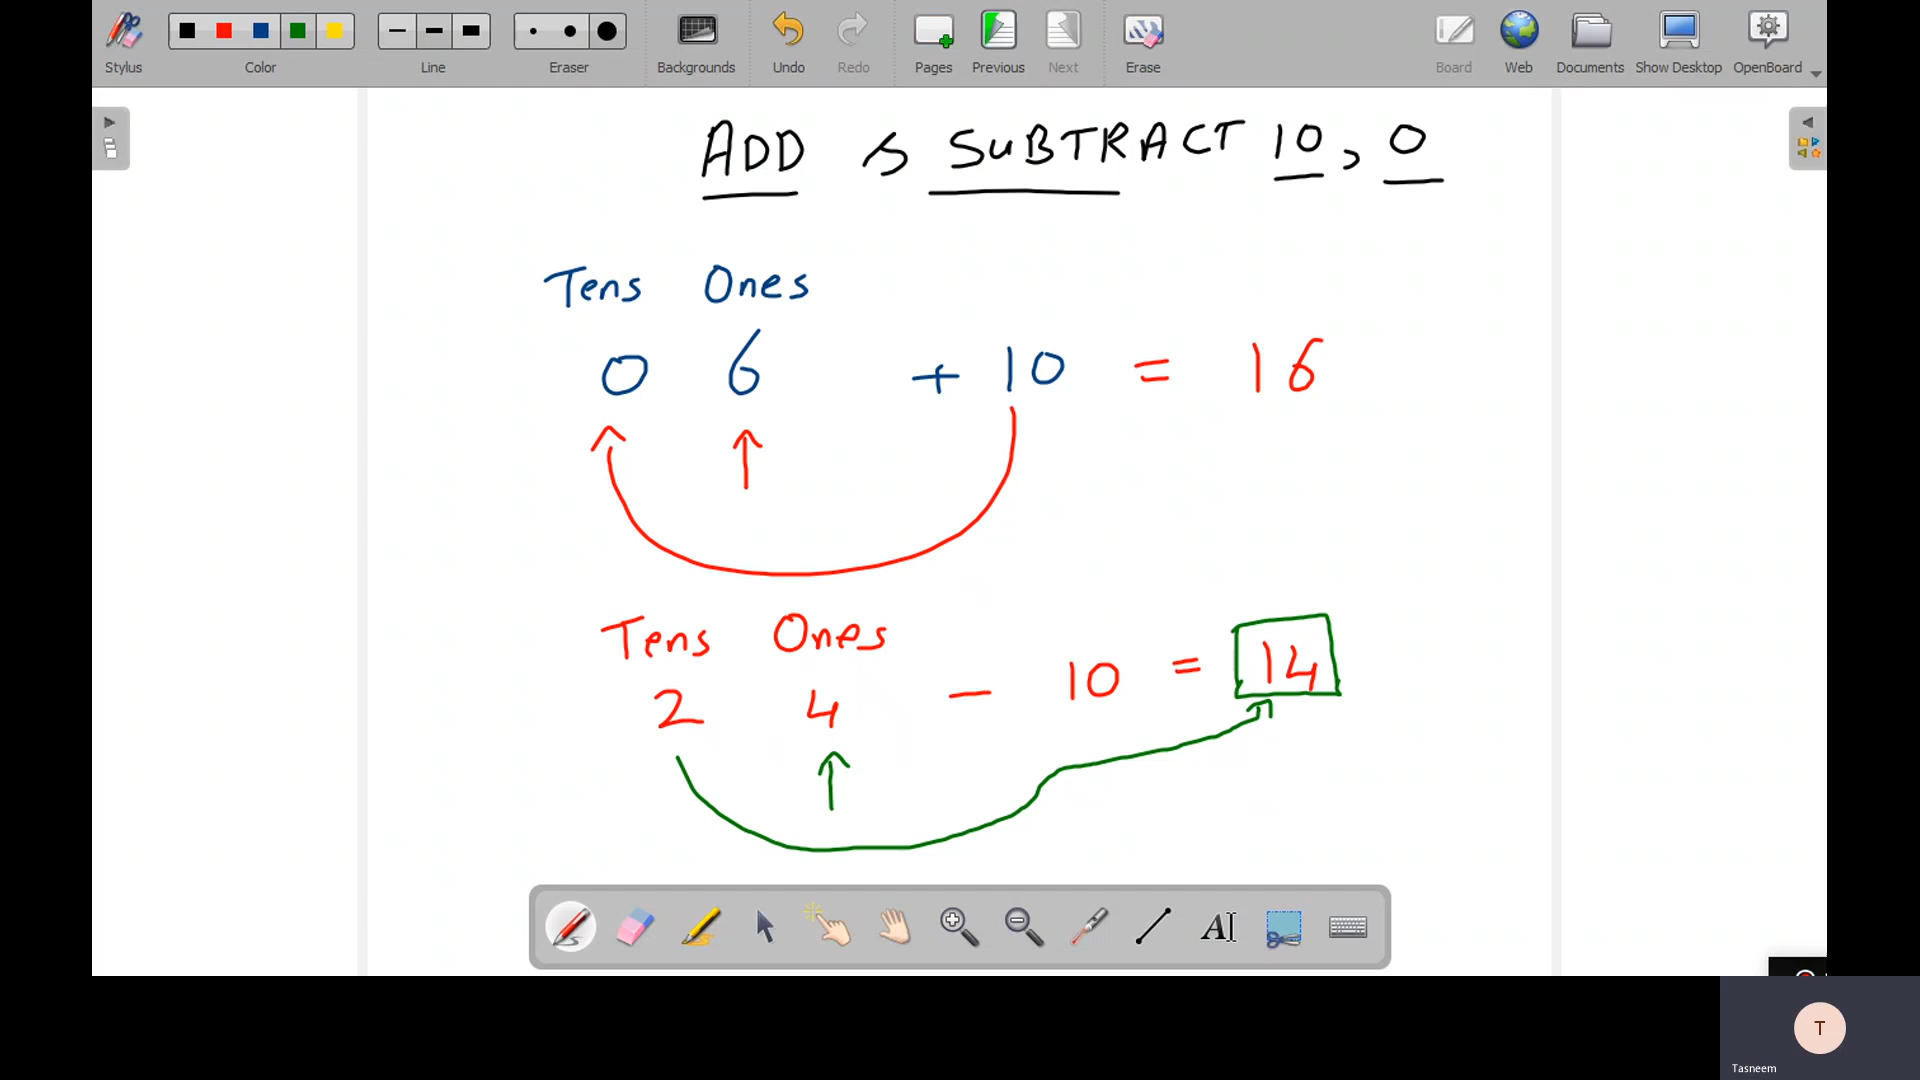 Stylus Color Line Eraser Backgrounds Undo Redo Pages Previous Next Erase Board Web Documents Show Desktop OpenBoard
ADD & SUBTRACT 10, 0
Tens Ones
0 6 + 10 = 16
Tens Ones
2 4 - 10 = 14
AI
T
Tasneem